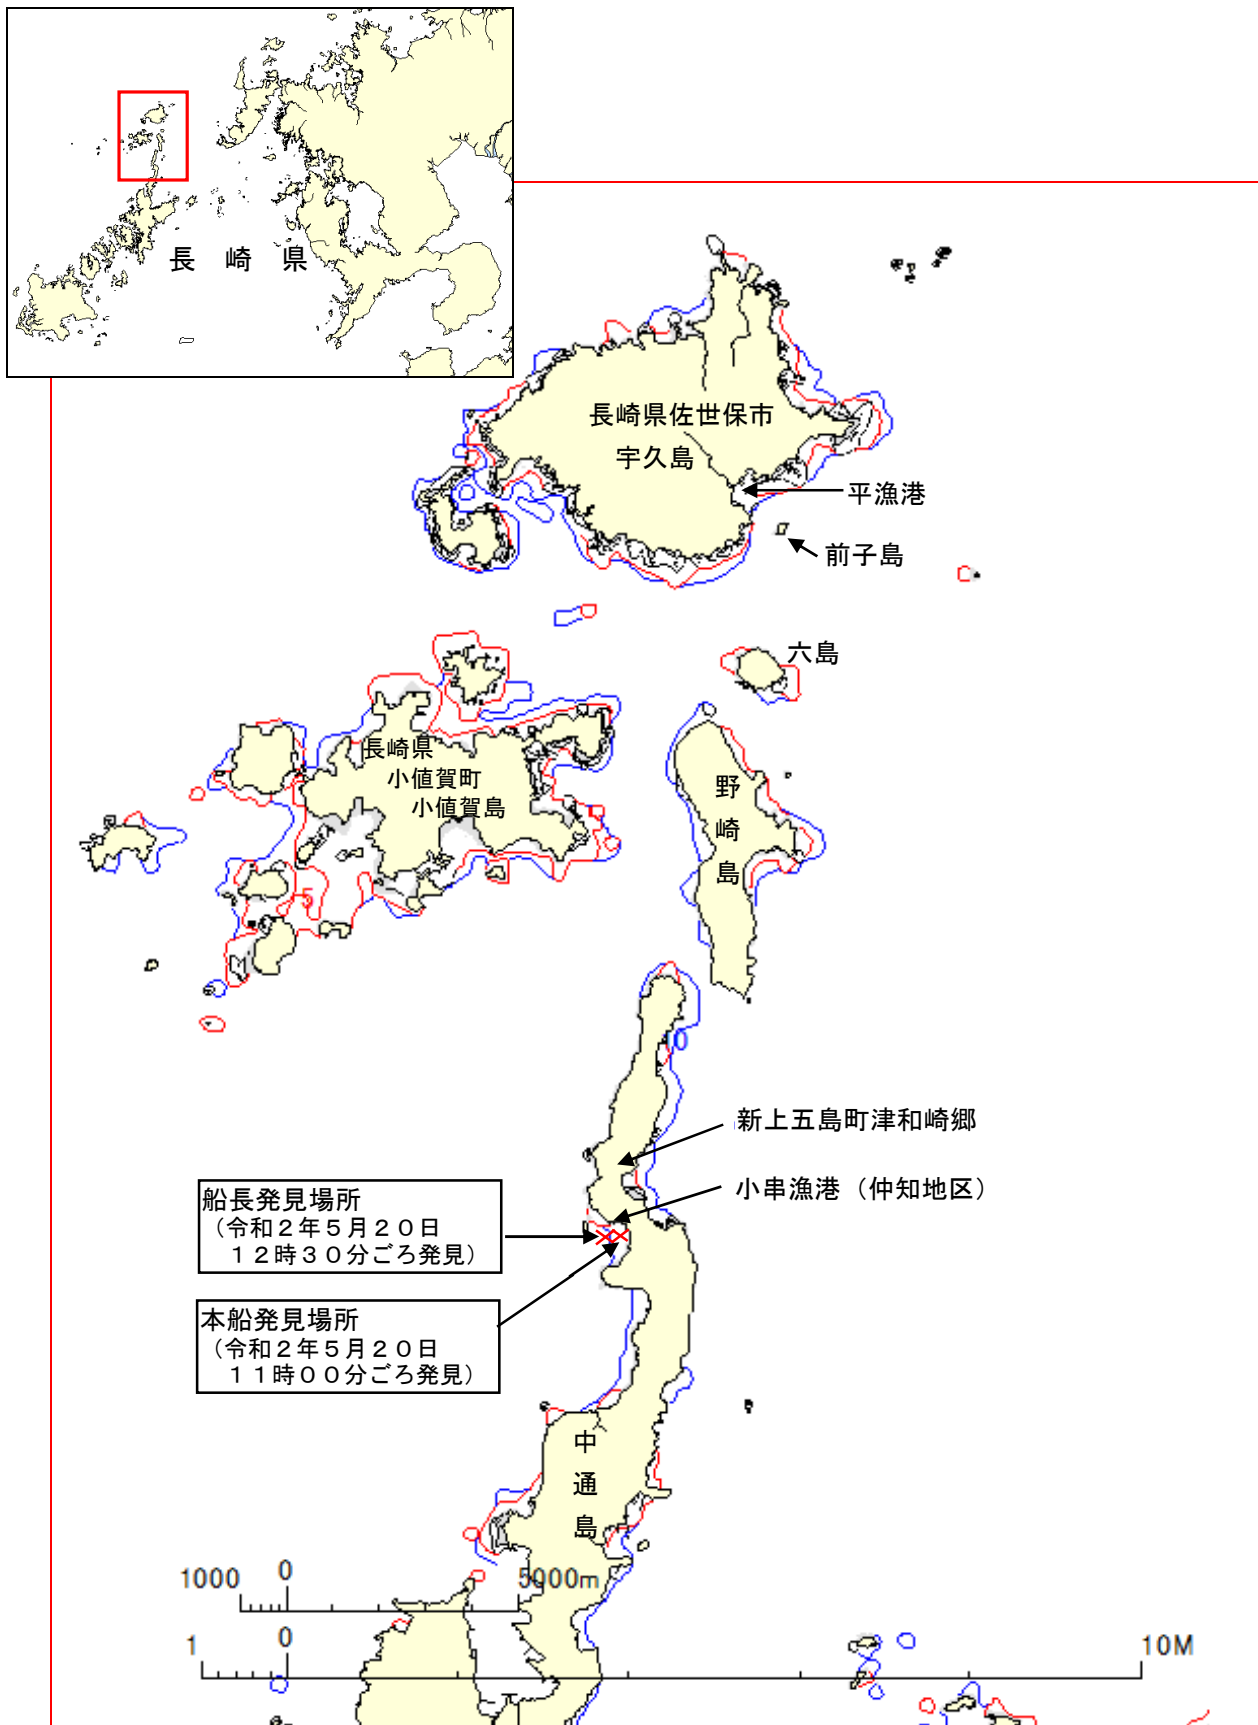 長崎県
長崎県佐世保市
宇久島
平漁港
前子島
六島
長崎県
小値賀町
小値賀島
野崎島
10
新上五島町津和崎郷
小串漁港（仲知地区）
船長発見場所
（令和２年５月２０日
１２時３０分ごろ発見）
本船発見場所
（令和２年５月２０日
１１時００分ごろ発見）
中通島
1000 0 5000m
1 0 10M